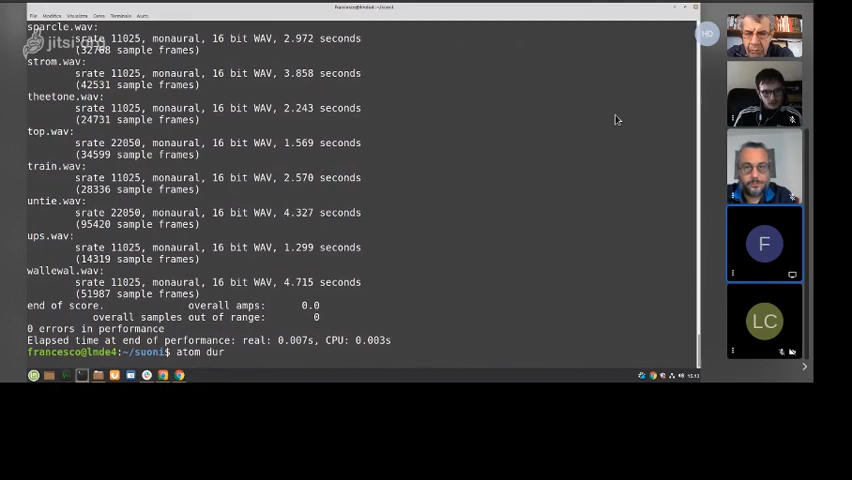 francesco@lmde4: ~/suoni
File Modifica Visualizza Cerca Terminale Aiuto
sparcle.wav:
srate 11025, monaural, 16 bit WAV, 2.972 seconds
(32768 sample frames)
jitsi.org
strom.wav:
srate 11025, monaural, 16 bit WAV, 3.858 seconds
(42531 sample frames)
theetone.wav:
srate 11025, monaural, 16 bit WAV, 2.243 seconds
(24731 sample frames)
top.wav:
srate 22050, monaural, 16 bit WAV, 1.569 seconds
(34599 sample frames)
train.wav:
srate 11025, monaural, 16 bit WAV, 2.570 seconds
(28336 sample frames)
untie.wav:
srate 22050, monaural, 16 bit WAV, 4.327 seconds
(95420 sample frames)
ups.wav:
srate 11025, monaural, 16 bit WAV, 1.299 seconds
(14319 sample frames)
wallewal.wav:
srate 11025, monaural, 16 bit WAV, 4.715 seconds
(51987 sample frames)
end of score. overall amps: 0.0
overall samples out of range: 0
0 errors in performance
Elapsed time at end of performance: real: 0.007s, CPU: 0.003s
francesco@lmde4:~/suoni$ atom dur
HD
F
LC